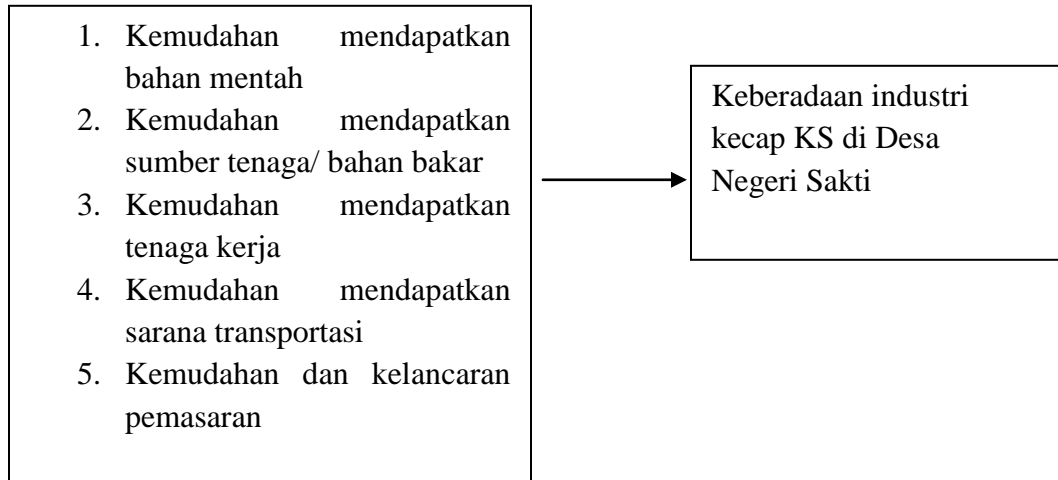 1. Kemudahan mendapatkan
bahan mentah
2. Kemudahan mendapatkan
sumber tenaga/ bahan bakar
3. Kemudahan mendapatkan
tenaga kerja
4. Kemudahan mendapatkan
sarana transportasi
5. Kemudahan dan kelancaran
pemasaran
Keberadaan industri
kecap KS di Desa
Negeri Sakti